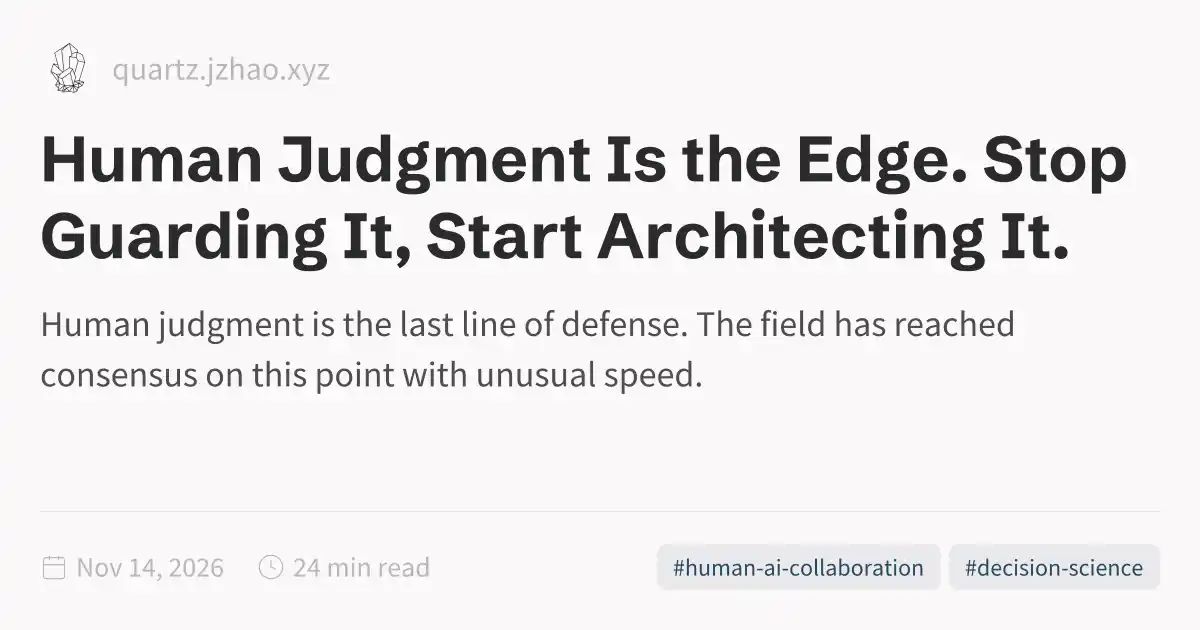 quartz.jzhao.xyz
Human Judgment Is the Edge. Stop
Guarding It, Start Architecting It.
Human judgment is the last line of defense. The field has reached
consensus on this point with unusual speed.
Nov 14, 2026 24 min read #human-ai-collaboration #decision-science